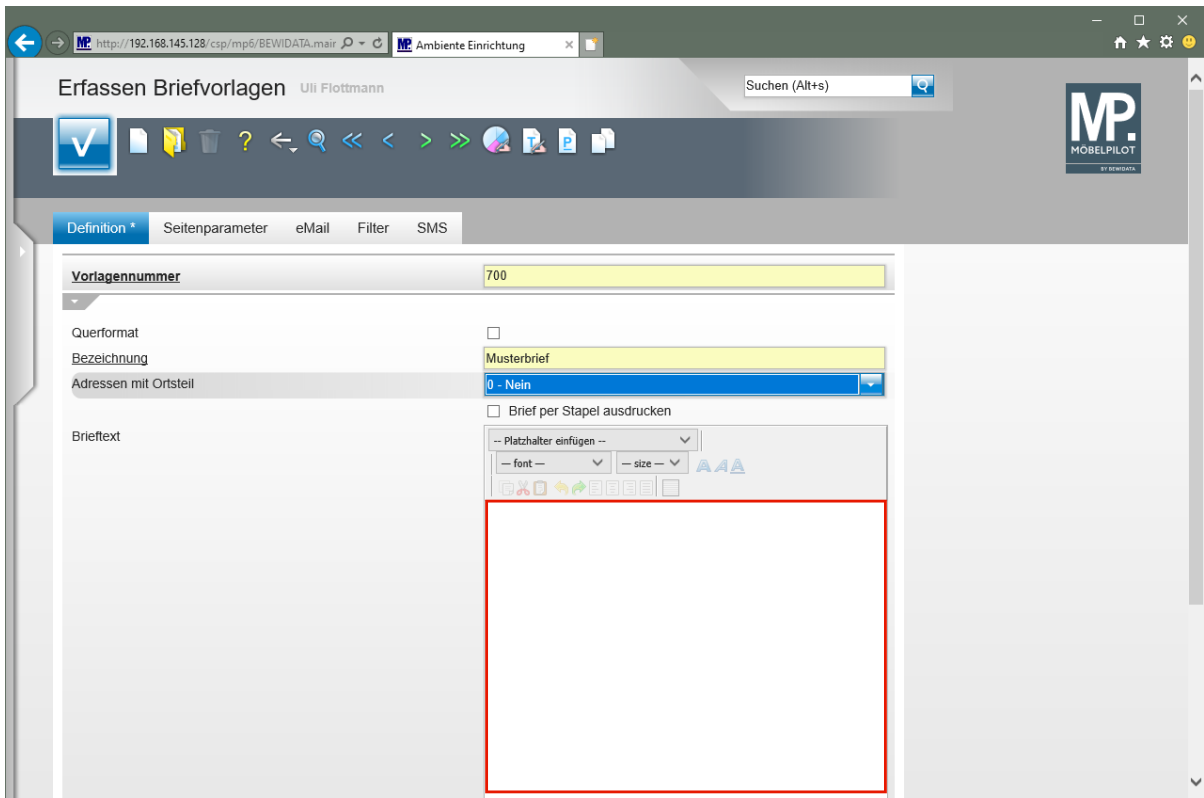 http://192.168.145.128/csp/mp6/BEWIDATA.mair
MP. Ambiente Einrichtung
Erfassen Briefvorlagen Uli Flottmann
Suchen (Alt+s)
MP.
MÖBELPILOT
BY BEWIDATA
Definition * Seitenparameter eMail Filter SMS
Vorlagennummer 700
Querformat
Bezeichnung Musterbrief
Adressen mit Ortsteil 0 - Nein
Brief per Stapel ausdrucken
Brieftext
-- Platzhalter einfügen --
— font — — size — A A A